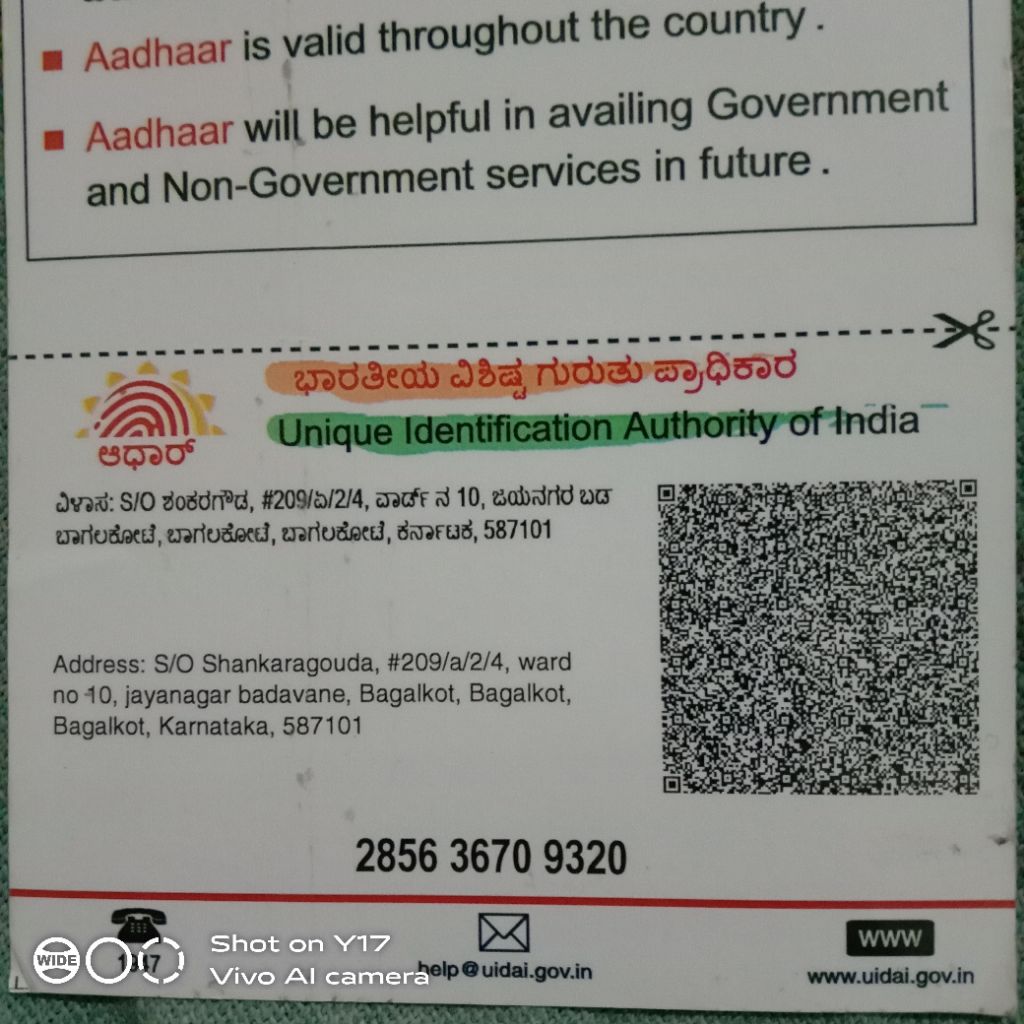 Aadhaar is valid throughout the country .
Aadhaar will be helpful in availing Government
and Non-Government services in future .
ಭಾರತೀಯ ವಿಶಿಷ್ಟ ಗುರುತು ಪ್ರಾಧಿಕಾರ
Unique Identification Authority of India
ಆಧಾರ್
ವಿಳಾಸ: S/O ಶಂಕರಗೌಡ, #209/ಏ/2/4, ವಾರ್ಡ್ ನ 10, ಜಯನಗರ ಬಡ
ಬಾಗಲಕೋಟೆ, ಬಾಗಲಕೋಟೆ, ಬಾಗಲಕೋಟೆ, ಕರ್ನಾಟಕ, 587101
Address: S/O Shankaragouda, #209/a/2/4, ward
no 10, jayanagar badavane, Bagalkot, Bagalkot,
Bagalkot, Karnataka, 587101
2856 3670 9320
WIDE
Shot on Y17
Vivo AI camera
help@uidai.gov.in
WWW
www.uidai.gov.in